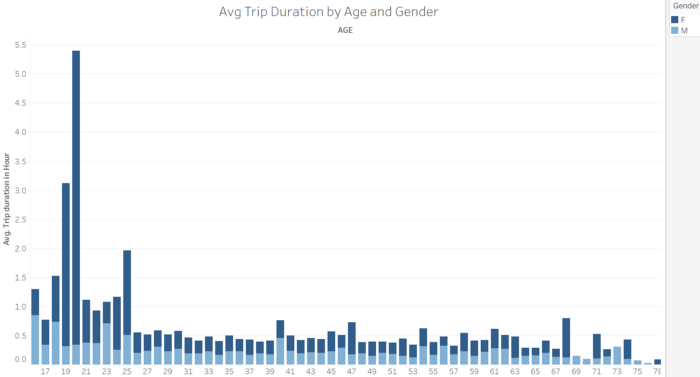 Avg Trip Duration by Age and Gender
AGE
Gender
F
M
Avg. Trip duration in Hour
5.5
5.0
4.5
4.0
3.5
3.0
2.5
2.0
1.5
1.0
0.5
0.0
17 19 21 23 25 27 29 31 33 35 37 39 41 43 45 47 49 51 53 55 57 59 61 63 65 67 69 71 73 75 78